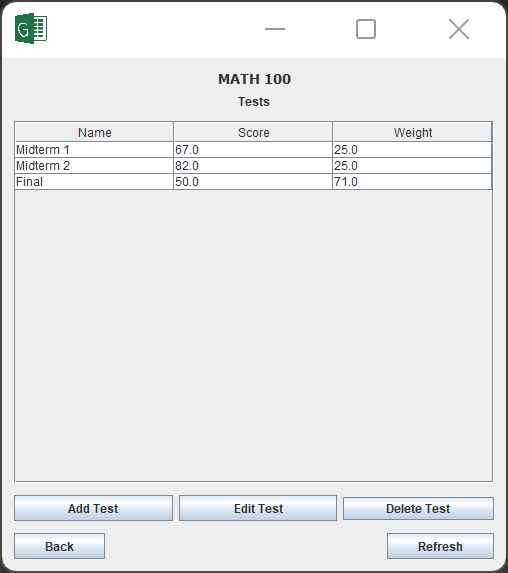 G
MATH 100
Tests
Name Score Weight
Midterm 1 67.0 25.0
Midterm 2 82.0 25.0
Final 50.0 71.0
Add Test Edit Test Delete Test
Back Refresh